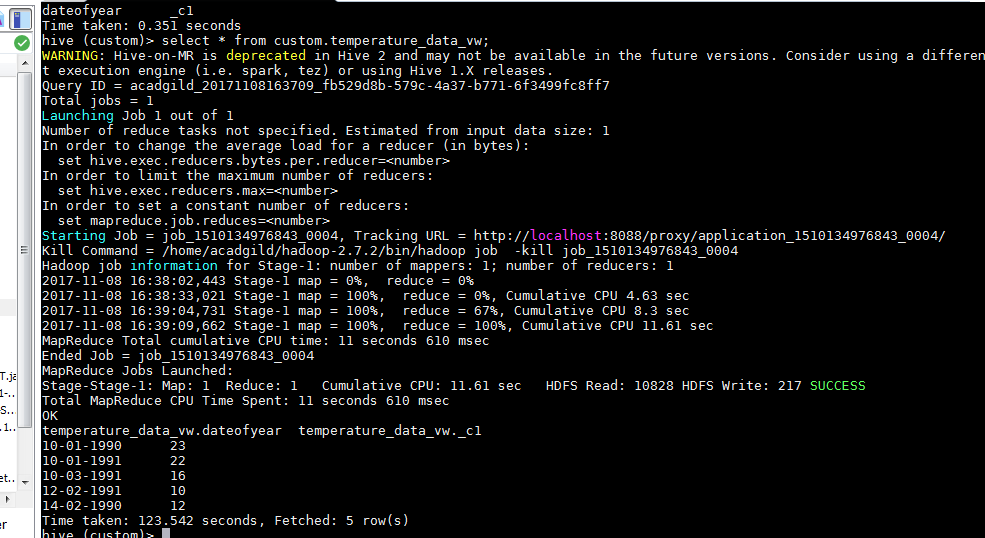 dateofyear      _c1
Time taken: 0.351 seconds
hive (custom)> select * from custom.temperature_data_vw;
WARNING: Hive-on-MR is deprecated in Hive 2 and may not be available in the future versions. Consider using a differen
t execution engine (i.e. spark, tez) or using Hive 1.X releases.
Query ID = acadgild_20171108163709_fb529d8b-579c-4a37-b771-6f3499fc8ff7
Total jobs = 1
Launching Job 1 out of 1
Number of reduce tasks not specified. Estimated from input data size: 1
In order to change the average load for a reducer (in bytes):
  set hive.exec.reducers.bytes.per.reducer=<number>
In order to limit the maximum number of reducers:
  set hive.exec.reducers.max=<number>
In order to set a constant number of reducers:
  set mapreduce.job.reduces=<number>
Starting Job = job_1510134976843_0004, Tracking URL = http://localhost:8088/proxy/application_1510134976843_0004/
Kill Command = /home/acadgild/hadoop-2.7.2/bin/hadoop job  -kill job_1510134976843_0004
Hadoop job information for Stage-1: number of mappers: 1; number of reducers: 1
2017-11-08 16:38:02,443 Stage-1 map = 0%,  reduce = 0%
2017-11-08 16:38:33,021 Stage-1 map = 100%,  reduce = 0%, Cumulative CPU 4.63 sec
2017-11-08 16:39:04,731 Stage-1 map = 100%,  reduce = 67%, Cumulative CPU 8.3 sec
2017-11-08 16:39:09,662 Stage-1 map = 100%,  reduce = 100%, Cumulative CPU 11.61 sec
MapReduce Total cumulative CPU time: 11 seconds 610 msec
Ended Job = job_1510134976843_0004
MapReduce Jobs Launched:
Stage-Stage-1: Map: 1  Reduce: 1   Cumulative CPU: 11.61 sec   HDFS Read: 10828 HDFS Write: 217 SUCCESS
Total MapReduce CPU Time Spent: 11 seconds 610 msec
OK
temperature_data_vw.dateofyear  temperature_data_vw._c1
10-01-1990      23
10-01-1991      22
10-03-1991      16
12-02-1991      10
14-02-1990      12
Time taken: 123.542 seconds, Fetched: 5 row(s)
hive (custom)>
T.ja
1-...
-S...
.1...
et...
er